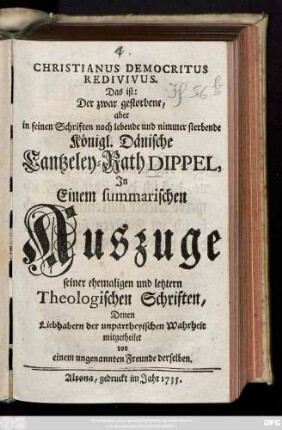 4.
CHRISTIANUS DEMOCRITUS
REDIVIVUS.
Das ist:
Der zwar gestorbene,
aber
in seinen Schriften noch lebende und nimmer sterbende
Königl. Dänische
Cantzeley-Rath DIPPEL,
In
Einem summarischen
Auszuge
seiner ehemaligen und letztern
Theologischen Schriften,
Denen
Liebhabern der unpartheyischen Wahrheit
mitgetheilet
von
einem ungenannten Freunde derselben.
Altona, gedruckt im Jahr 1735.